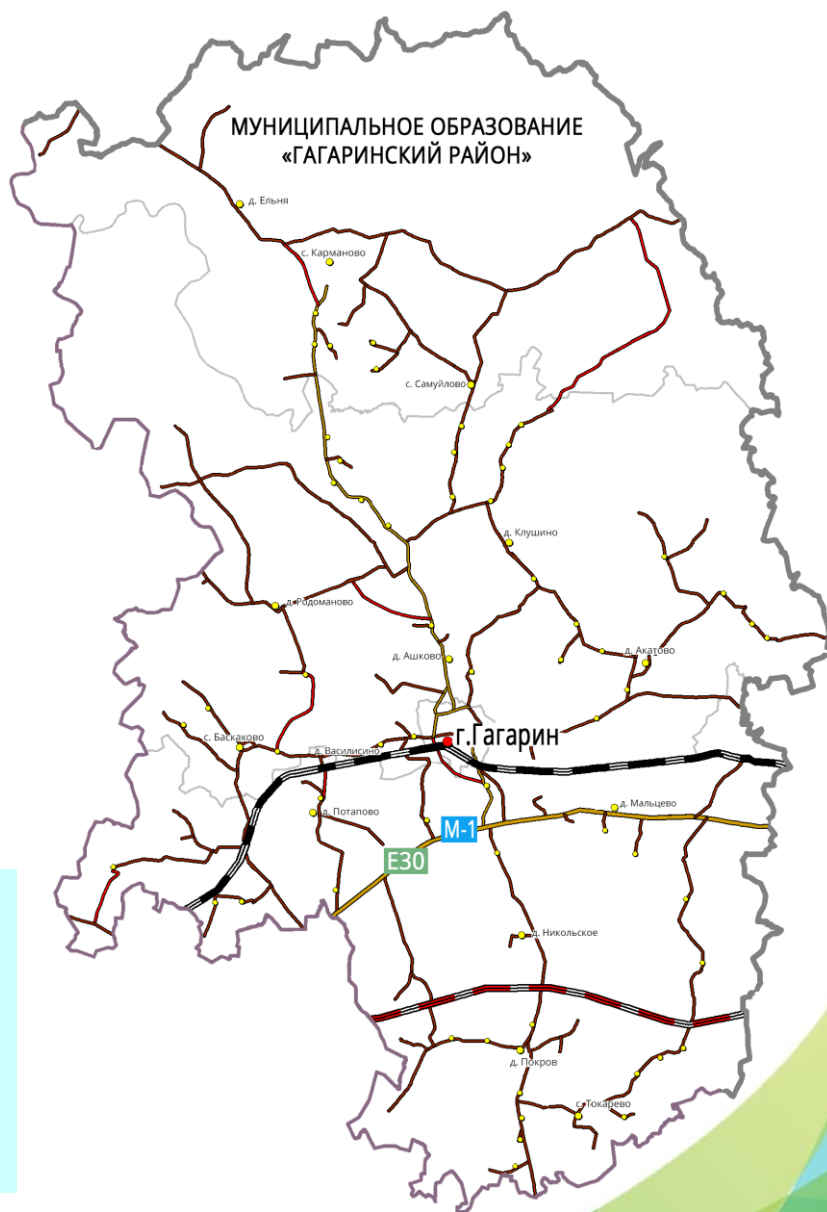 МУНИЦИПАЛЬНОЕ ОБРАЗОВАНИЕ
«ГАГАРИНСКИЙ РАЙОН»
д. Ельня
с. Карманово
с. Самуйлово
д. Клушино
д. Родоманово
д. Ашково
д. Акатово
г.Гагарин
с. Баскаково
д. Василисино
д. Потапово
д. Мальцево
М-1
E30
д. Никольское
д. Покров
с. Токарево